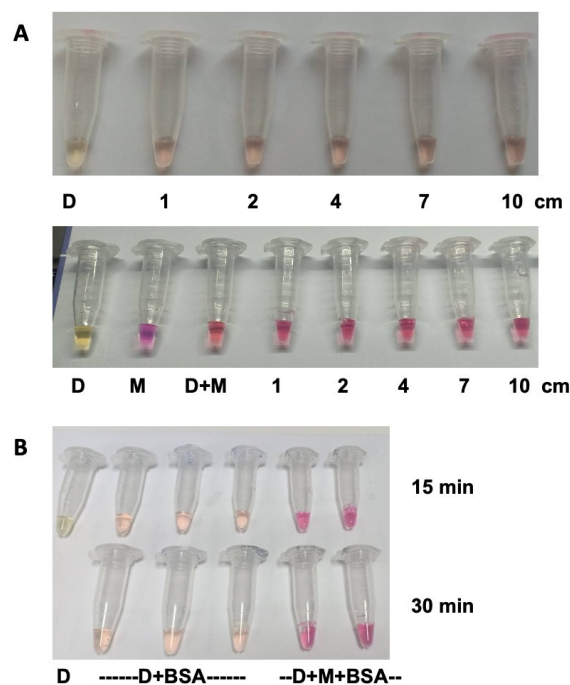 A
D 1 2 4 7 10 cm
D M D+M 1 2 4 7 10 cm
B
15 min
30 min
D ------D+BSA------ --D+M+BSA--